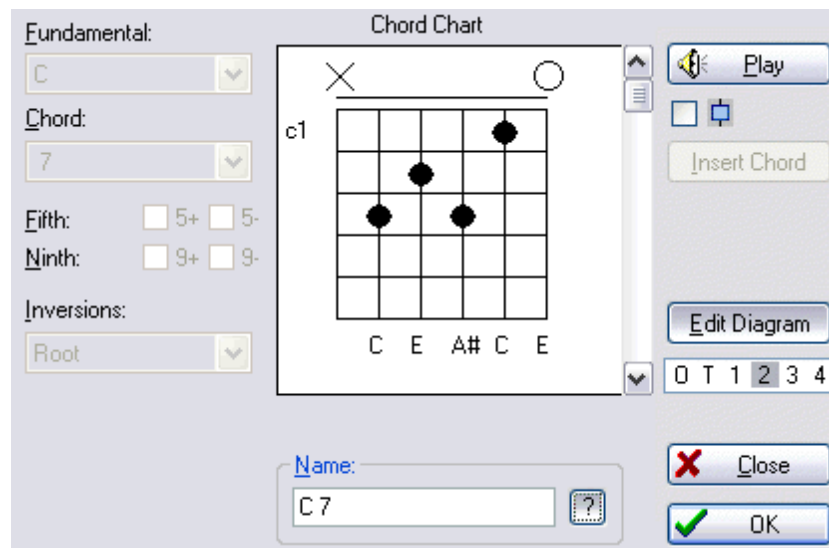 Fundamental:
C
Chord:
7
Fifth: 5+ 5-
Ninth: 9+ 9-
Inversions:
Root
Chord Chart
X O
c1
C E A# C E
Name:
C 7
?
Play
Insert Chord
Edit Diagram
O T 1 2 3 4
Close
OK